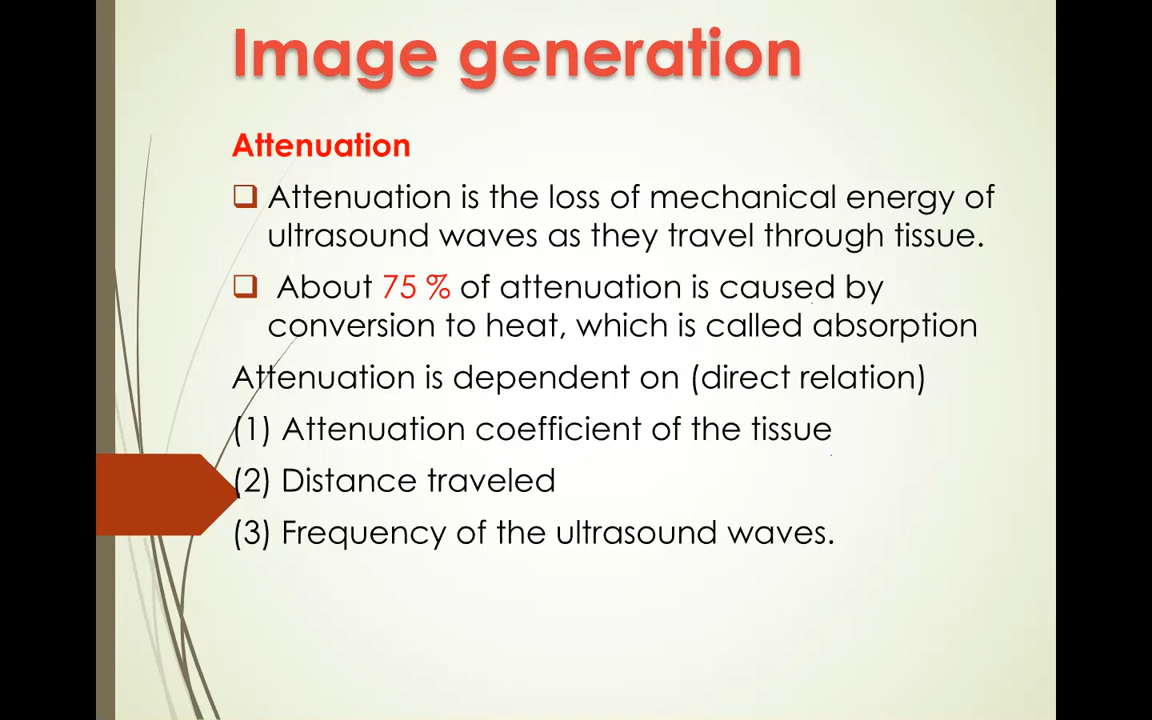 Image generation
Attenuation
Attenuation is the loss of mechanical energy of
ultrasound waves as they travel through tissue.
About 75 % of attenuation is caused by
conversion to heat, which is called absorption
Attenuation is dependent on (direct relation)
(1) Attenuation coefficient of the tissue
(2) Distance traveled
(3) Frequency of the ultrasound waves.